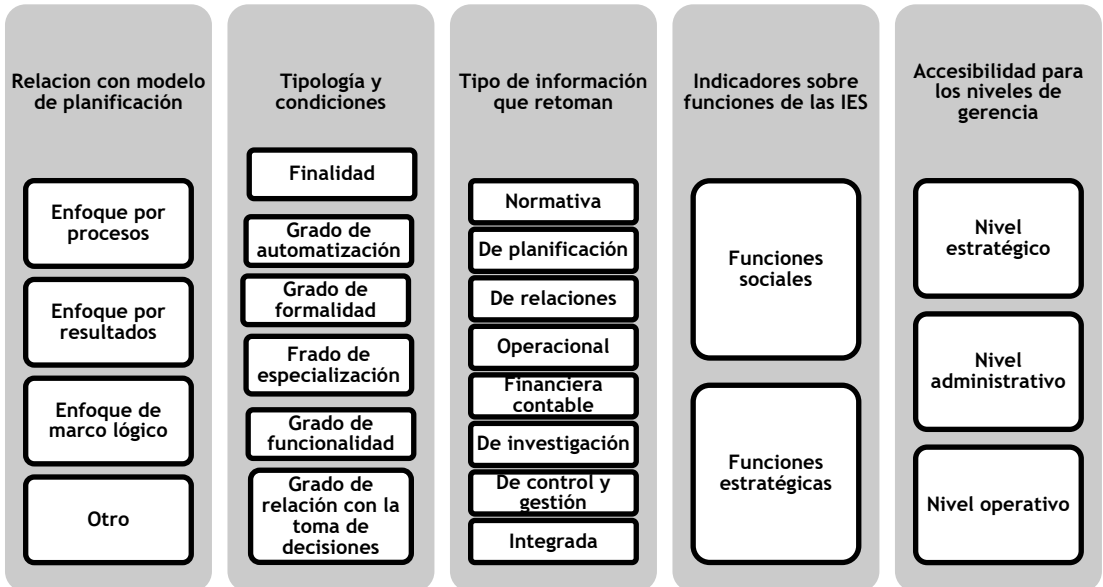 Relacion con modelo
de planificación
Enfoque por
procesos
Enfoque por
resultados
Enfoque de
marco lógico
Otro
Tipología y
condiciones
Finalidad
Grado de
automatización
Grado de
formalidad
Frado de
especialización
Grado de
funcionalidad
Grado de
relación con la
toma de
decisiones
Tipo de información
que retoman
Normativa
De planificación
De relaciones
Operacional
Financiera
contable
De investigación
De control y
gestión
Integrada
Indicadores sobre
funciones de las IES
Funciones
sociales
Funciones
estratégicas
Accesibilidad para
los niveles de
gerencia
Nivel
estratégico
Nivel
administrativo
Nivel operativo